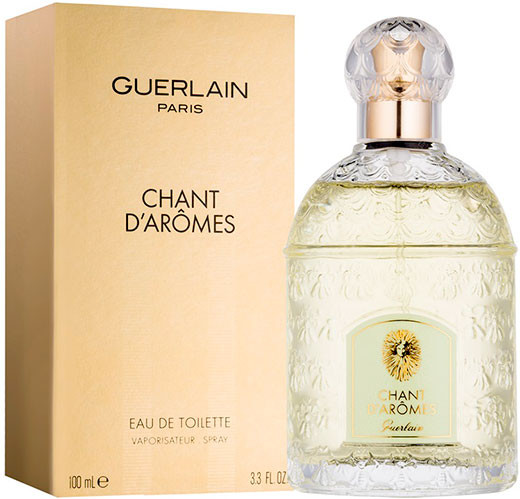 GUERLAIN
PARIS
CHANT
D'ARÔMES
EAU DE TOILETTE
VAPORISATEUR . SPRAY
100 mL ℮
3.3 FL. OZ
CHANT
D'ARÔMES
Guerlain